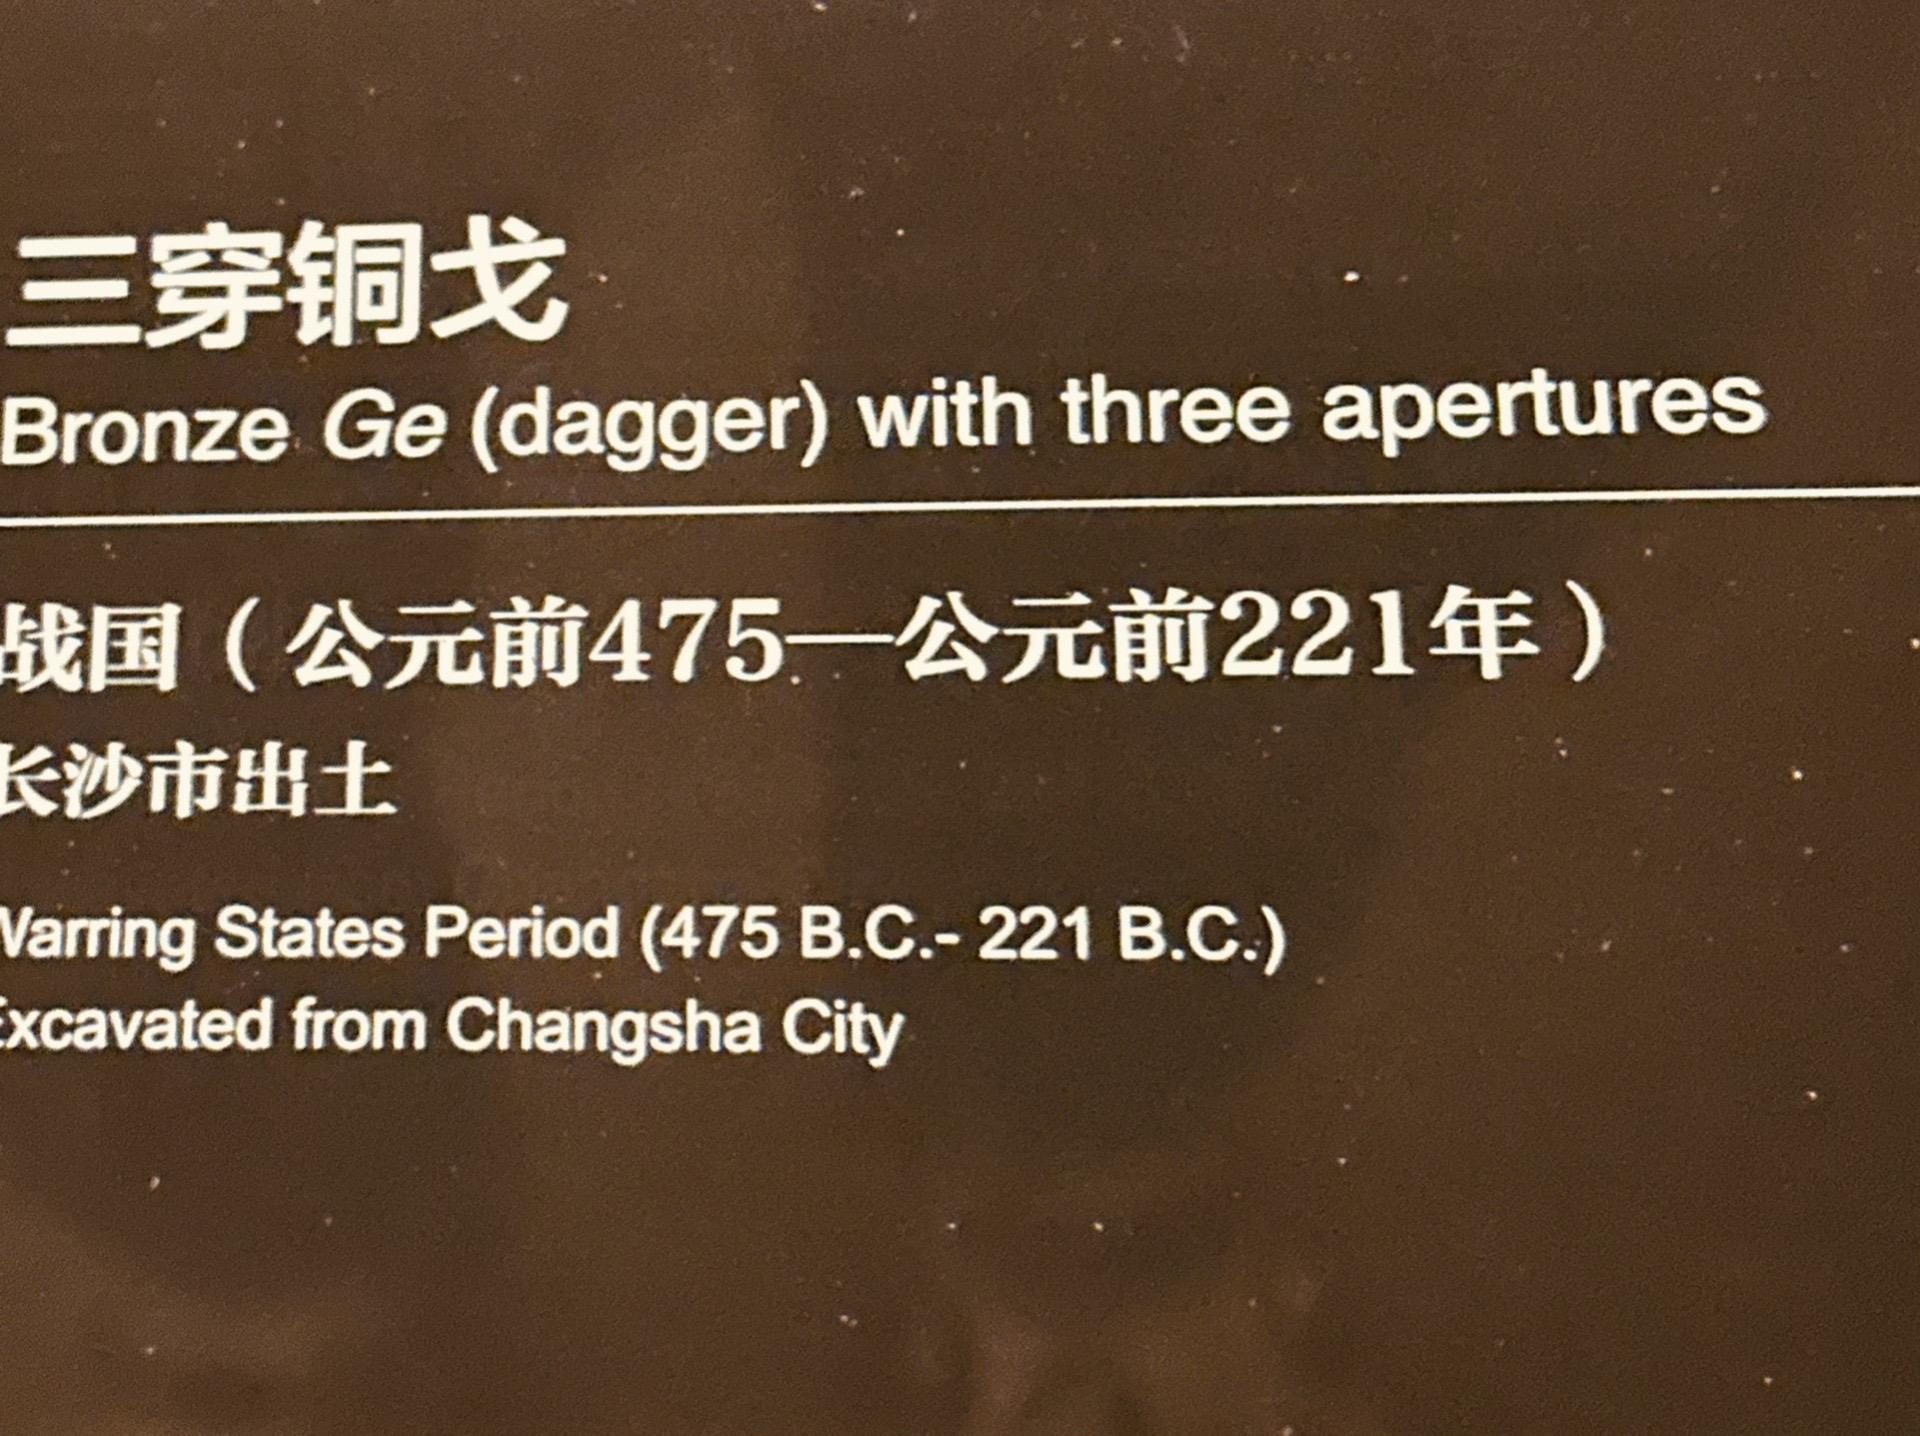 三穿铜戈
Bronze Ge (dagger) with three apertures
战国（公元前475—公元前221年）
长沙市出土
Warring States Period (475 B.C.- 221 B.C.)
Excavated from Changsha City